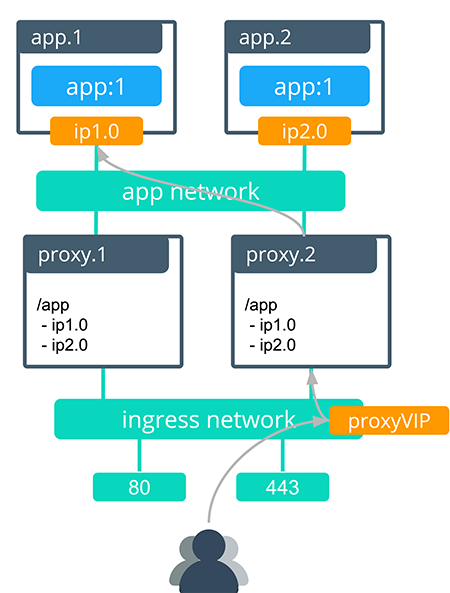 app.1
app.2
app:1
app:1
ip1.0
ip2.0
app network
proxy.1
proxy.2
/app
- ip1.0
- ip2.0
/app
- ip1.0
- ip2.0
ingress network
proxyVIP
80
443